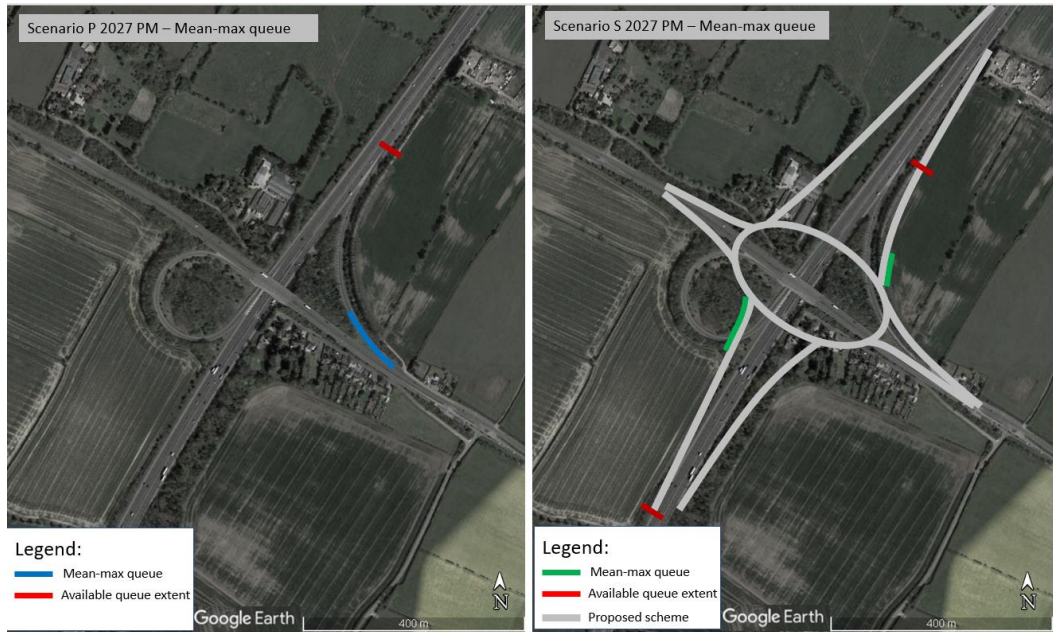 Scenario P 2027 PM – Mean-max queue
Legend:
Mean-max queue
Available queue extent
Google Earth
400 m
N
Scenario S 2027 PM – Mean-max queue
Legend:
Mean-max queue
Available queue extent
Proposed scheme
Google Earth
400 m
N